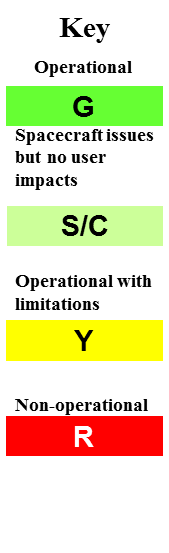 Key
Operational
G
Spacecraft issues
but no user
impacts
S/C
Operational with
limitations
Y
Non-operational
R